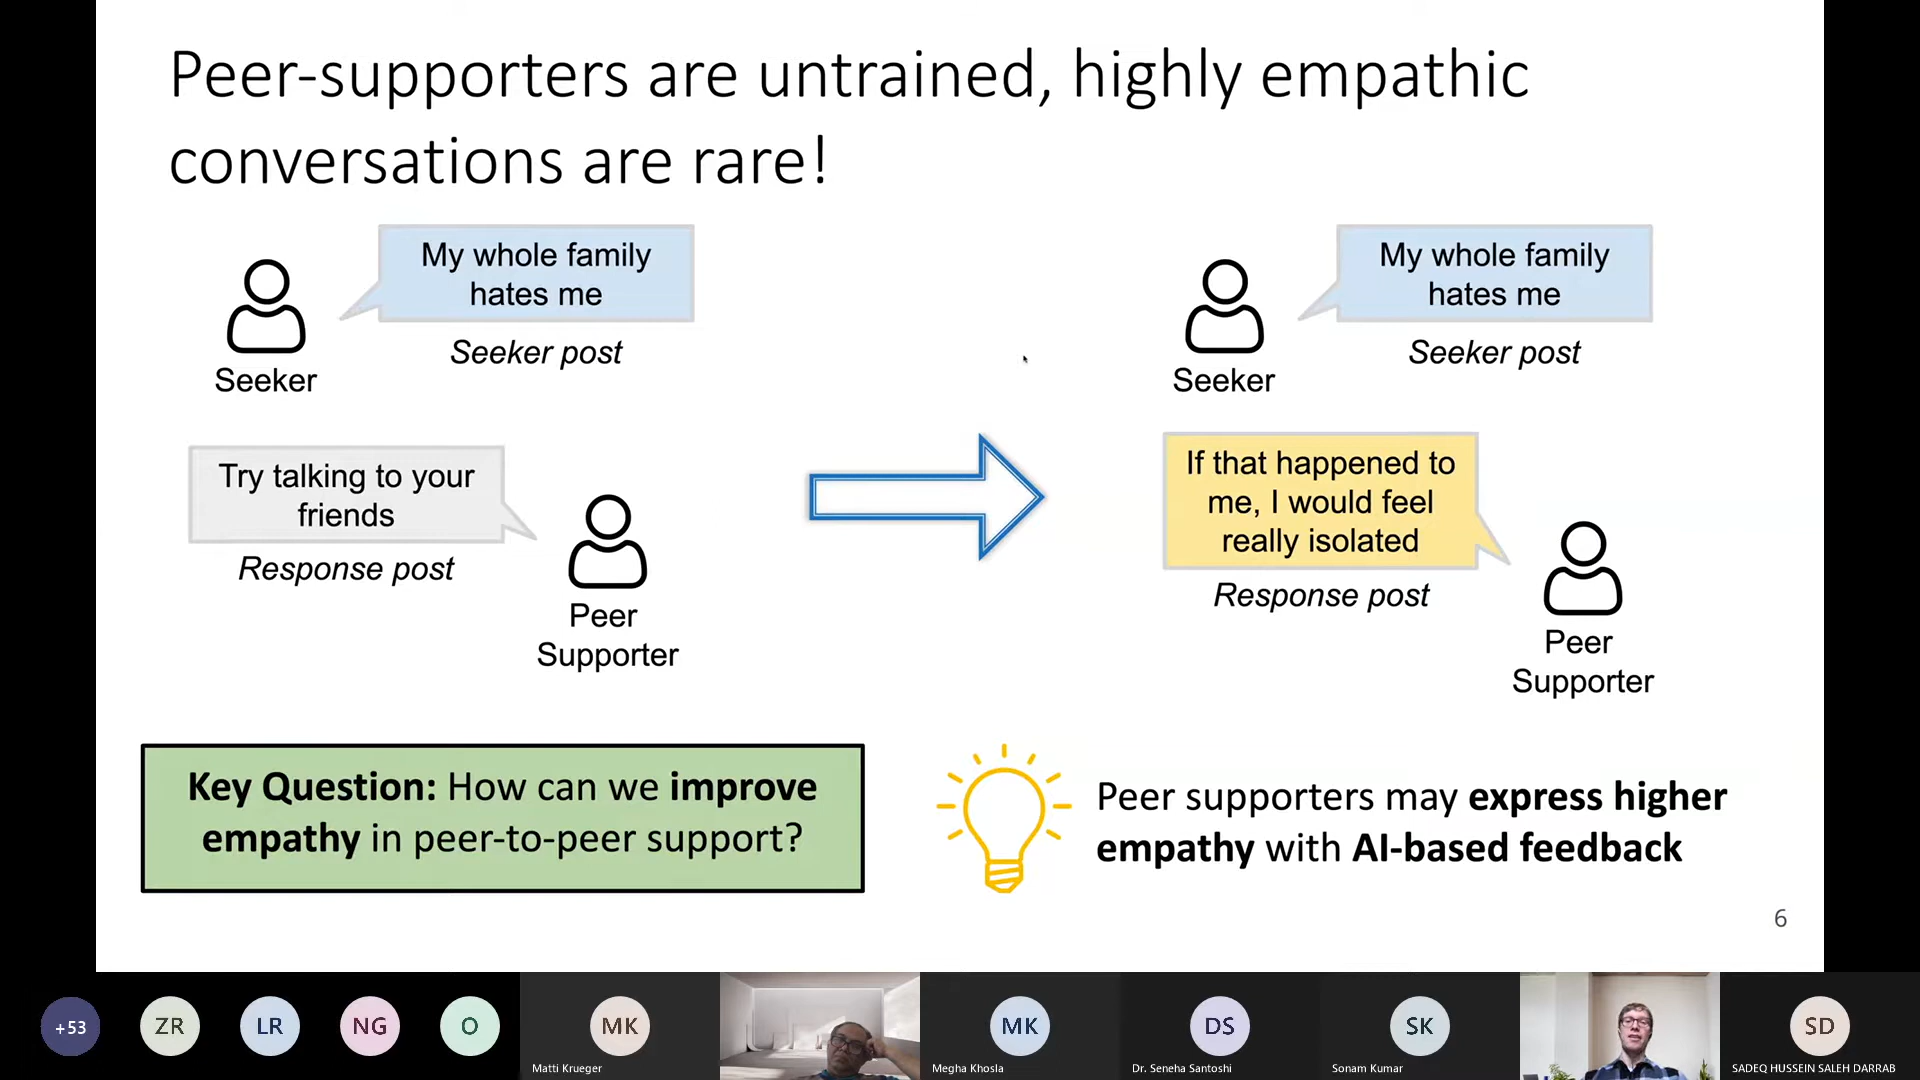 Peer-supporters are untrained, highly empathic
conversations are rare!
My whole family
hates me
Seeker post
Seeker
Try talking to your
friends
Response post
Peer
Supporter
My whole family
hates me
Seeker post
Seeker
If that happened to
me, I would feel
really isolated
Response post
Peer
Supporter
Key Question: How can we improve
empathy in peer-to-peer support?
Peer supporters may express higher
empathy with AI-based feedback
6
+53
ZR
LR
NG
O
MK
Matti Krueger
MK
Megha Khosla
DS
Dr. Seneha Santoshi
SK
Sonam Kumar
SD
SADEQ HUSSEIN SALEH DARRAB